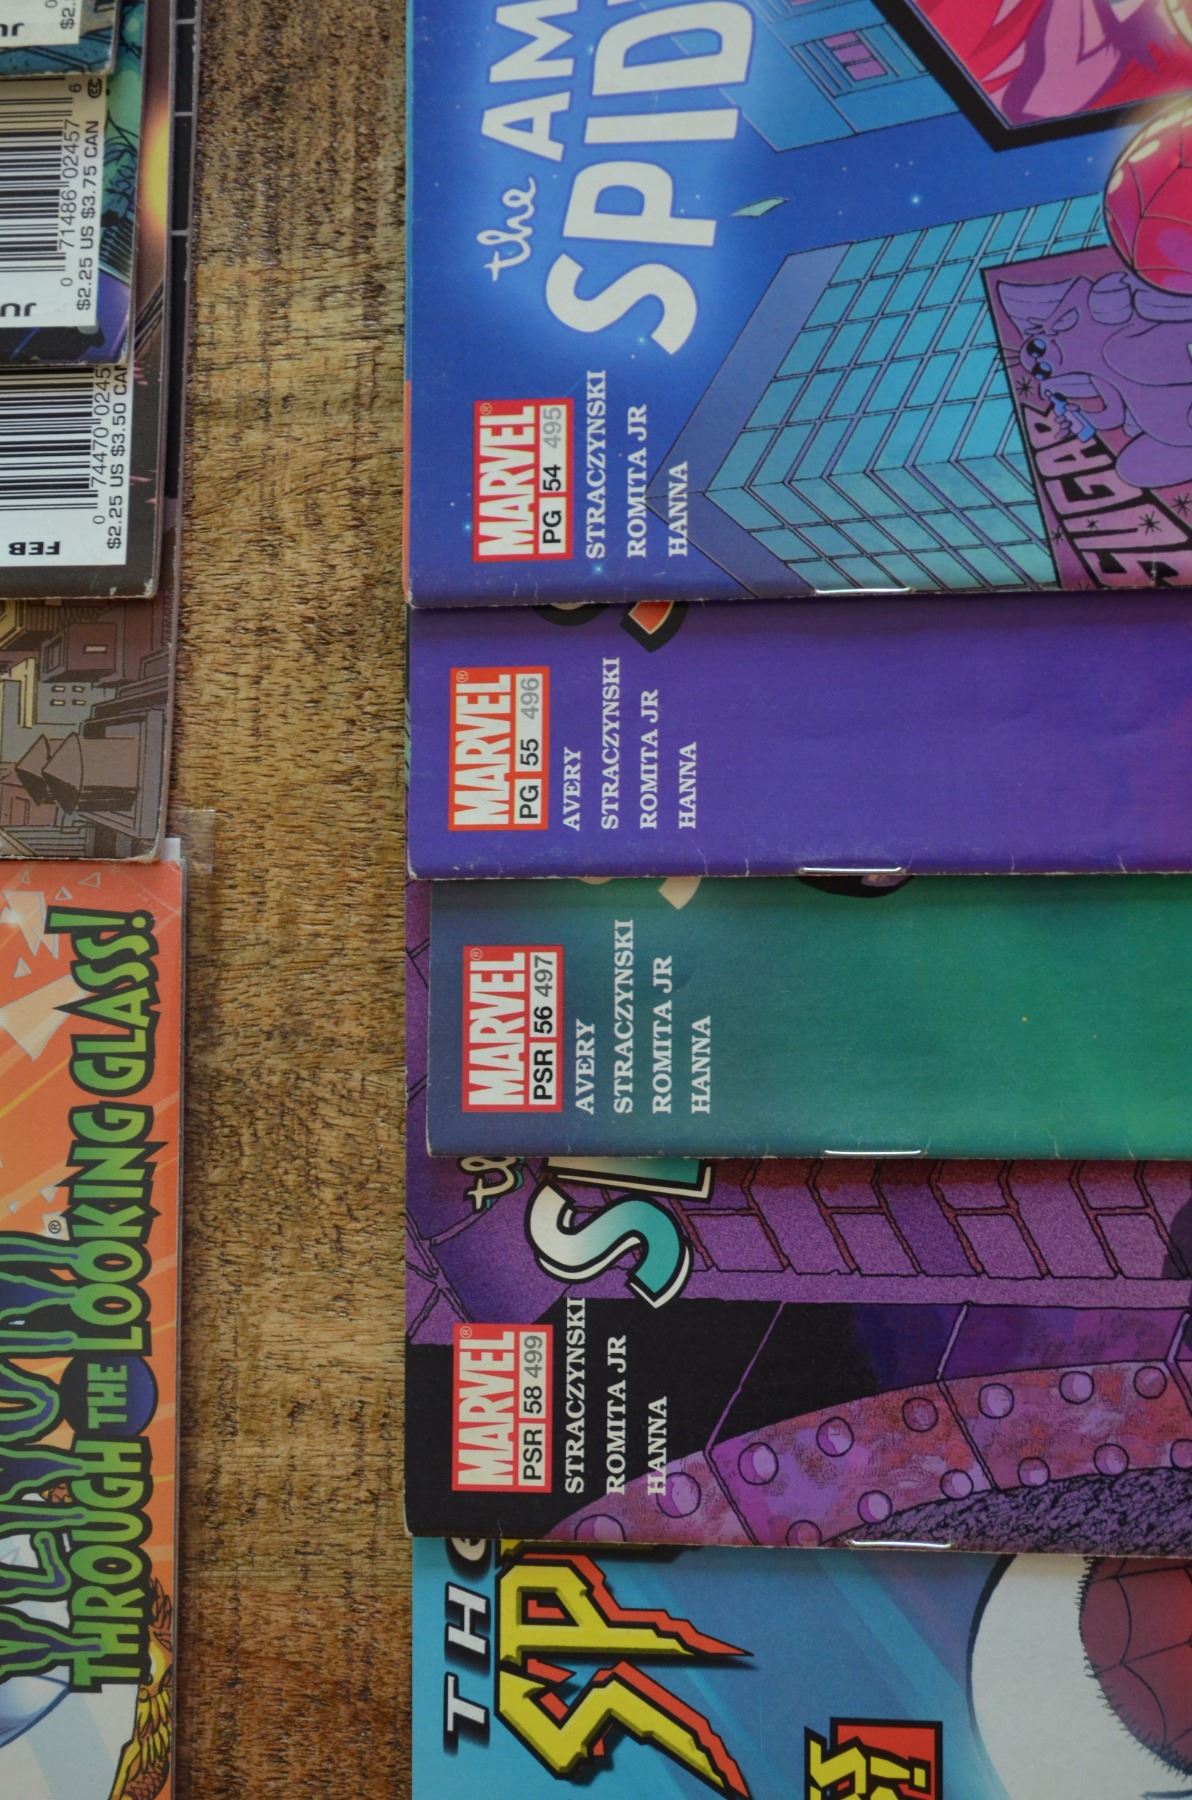 JU
$2.
6
0 71486 02457
$2.25 US $3.75 CAN
JU
0 74470 0245
$2.25 US $3.50 CAN
FEB
THROUGH THE LOOKING GLASS!
the AM
SPID
MARVEL
PG 54 495
STRACZYNSKI
ROMITA JR
HANNA
MARVEL
PG 55 496
AVERY
STRACZYNSKI
ROMITA JR
HANNA
MARVEL
PSR 56 497
AVERY
STRACZYNSKI
ROMITA JR
HANNA
MARVEL
PSR 58 499
STRACZYNSKI
ROMITA JR
HANNA
THE
SP